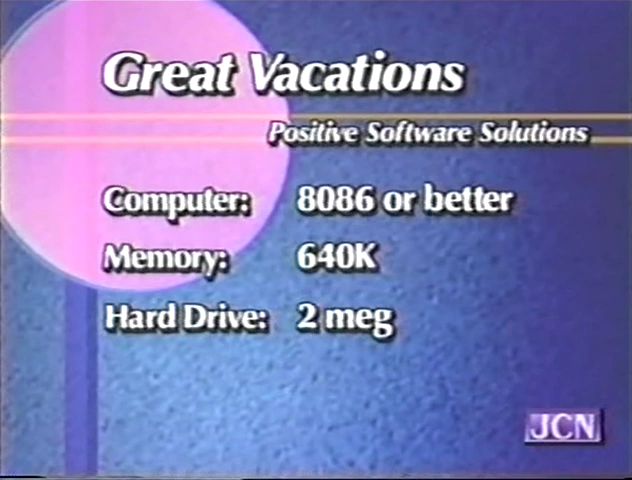 Great Vacations
Positive Software Solutions
Computer: 8086 or better
Memory: 640K
Hard Drive: 2 meg
JCN